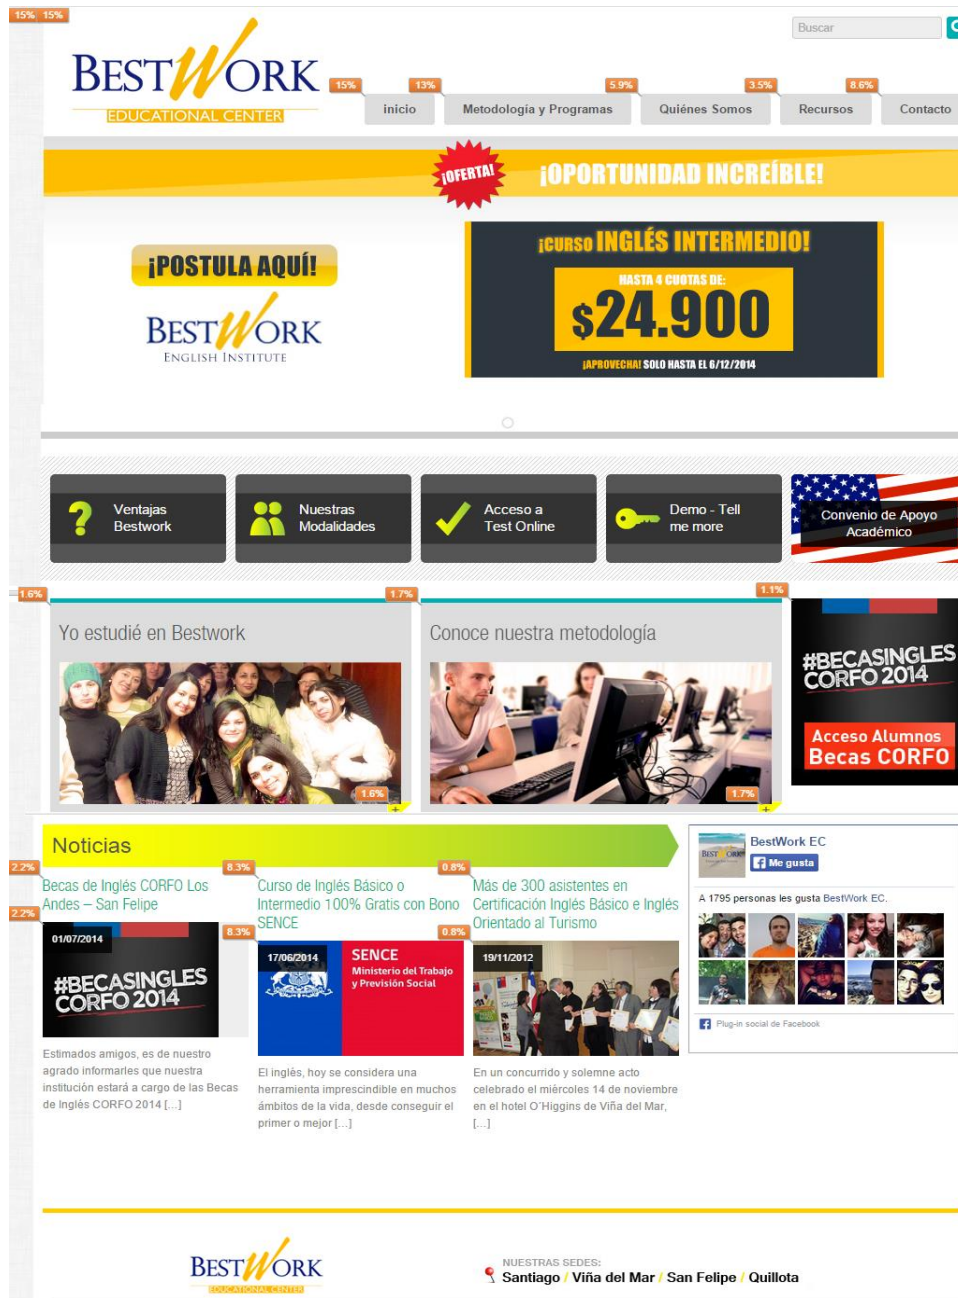 15% 15%
Buscar
BESTWORK
EDUCATIONAL CENTER
15% 13% 5.9% 3.5% 8.6%
inicio Metodología y Programas Quiénes Somos Recursos Contacto
¡OFERTA! ¡OPORTUNIDAD INCREÍBLE!
¡POSTULA AQUÍ!
BESTWORK
ENGLISH INSTITUTE
¡CURSO INGLÉS INTERMEDIO!
HASTA 4 CUOTAS DE:
$24.900
¡APROVECHA! SOLO HASTA EL 6/12/2014
Ventajas
Bestwork
Nuestras
Modalidades
Acceso a
Test Online
Demo - Tell
me more
Convenio de Apoyo
Académico
1.6% 1.7% 1.1%
Yo estudié en Bestwork
Conoce nuestra metodología
#BECASINGLES
CORFO 2014
Acceso Alumnos
Becas CORFO
1.6% 1.7%
+ +
Noticias
2.2% 8.3% 0.8%
Becas de Inglés CORFO Los
Andes – San Felipe
2.2%
01/07/2014
#BECASINGLES
CORFO 2014
Estimados amigos, es de nuestro
agrado informarles que nuestra
institución estará a cargo de las Becas
de Inglés CORFO 2014 [...]
Curso de Inglés Básico o
Intermedio 100% Gratis con Bono
SENCE
8.3%
17/06/2014
SENCE
Ministerio del Trabajo
y Previsión Social
El inglés, hoy se considera una
herramienta imprescindible en muchos
ámbitos de la vida, desde conseguir el
primer o mejor [...]
Más de 300 asistentes en
Certificación Inglés Básico e Inglés
Orientado al Turismo
0.8%
19/11/2012
En un concurrido y solemne acto
celebrado el miércoles 14 de noviembre
en el hotel O´Higgins de Viña del Mar,
[...]
BEST WORK
BestWork EC
Me gusta
A 1795 personas les gusta BestWork EC.
Plug-in social de Facebook
BESTWORK
EDUCATIONAL CENTER
NUESTRAS SEDES:
Santiago / Viña del Mar / San Felipe / Quillota